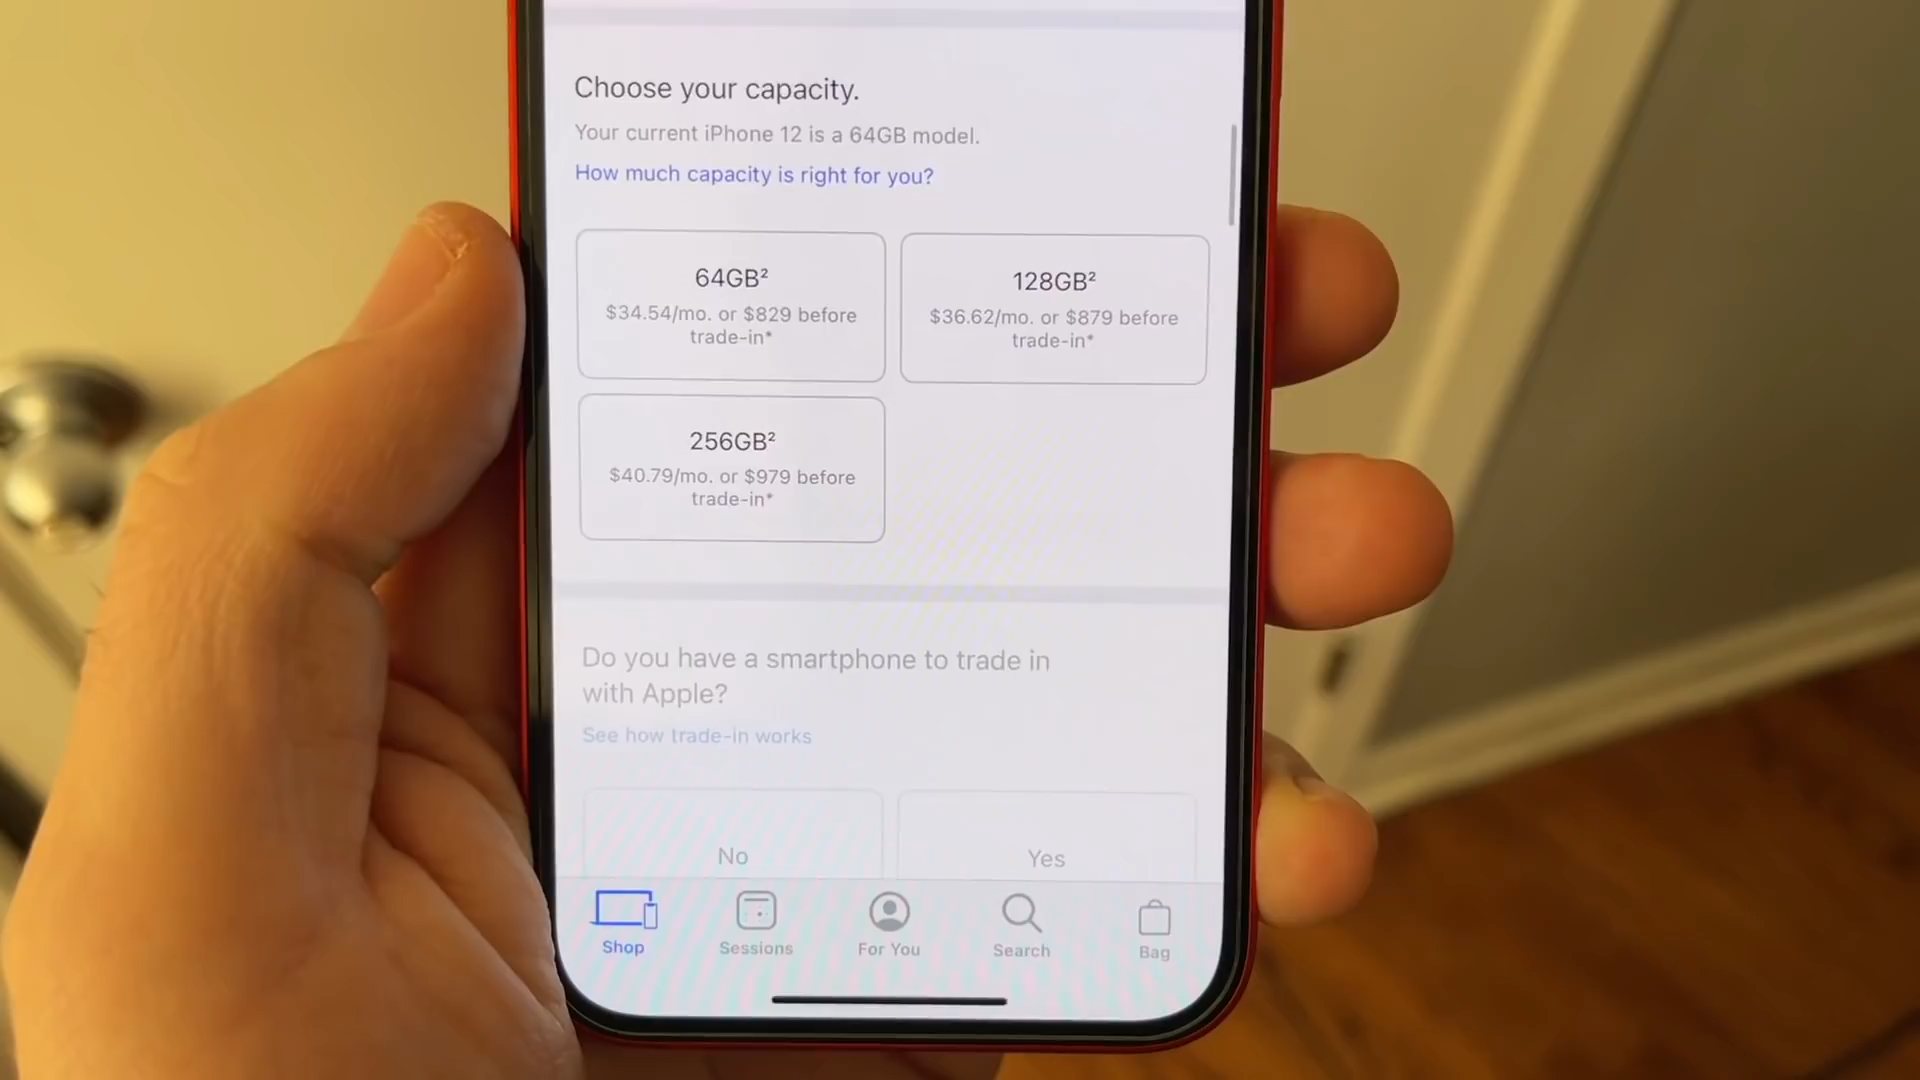 Choose your capacity.
Your current iPhone 12 is a 64GB model.
How much capacity is right for you?
64GB²
$34.54/mo. or $829 before
trade-in*
128GB²
$36.62/mo. or $879 before
trade-in*
256GB²
$40.79/mo. or $979 before
trade-in*
Do you have a smartphone to trade in
with Apple?
See how trade-in works
No
Yes
Shop
Sessions
For You
Search
Bag